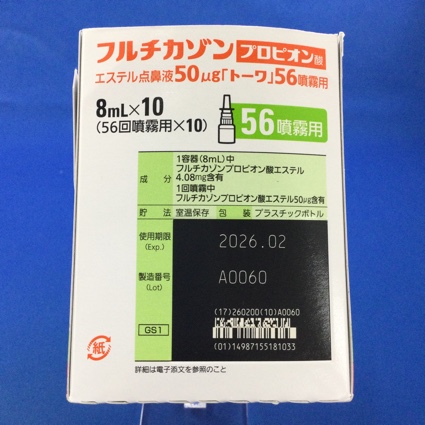 フルチカゾンプロピオン酸
エステル点鼻液50μg「トーワ」56噴霧用
8mL×10
(56回噴霧用×10)
56噴霧用
成分
1容器(8mL)中
フルチカゾンプロピオン酸エステル
4.08mg含有
1回噴霧中
フルチカゾンプロピオン酸エステル50μg含有
貯法 室温保存 包装 プラスチックボトル
使用期限 2026.02
(Exp.)
製造番号 A0060
(Lot)
(17)260200(10)A0060
GS1
(01)14987155181033
紙
詳細は電子添文を参照のこと